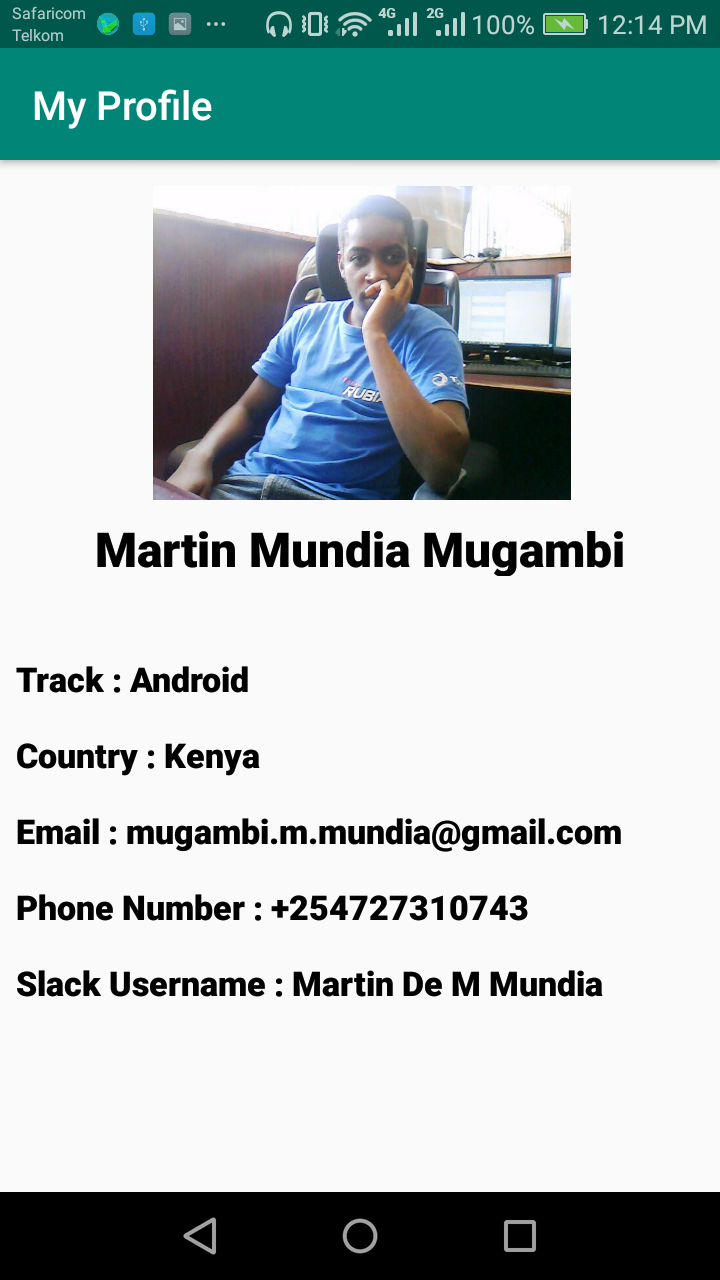 Safaricom
Telkom
4G
2G
100%
12:14 PM
My Profile
RUBI
Martin Mundia Mugambi
Track : Android
Country : Kenya
Email : mugambi.m.mundia@gmail.com
Phone Number : +254727310743
Slack Username : Martin De M Mundia